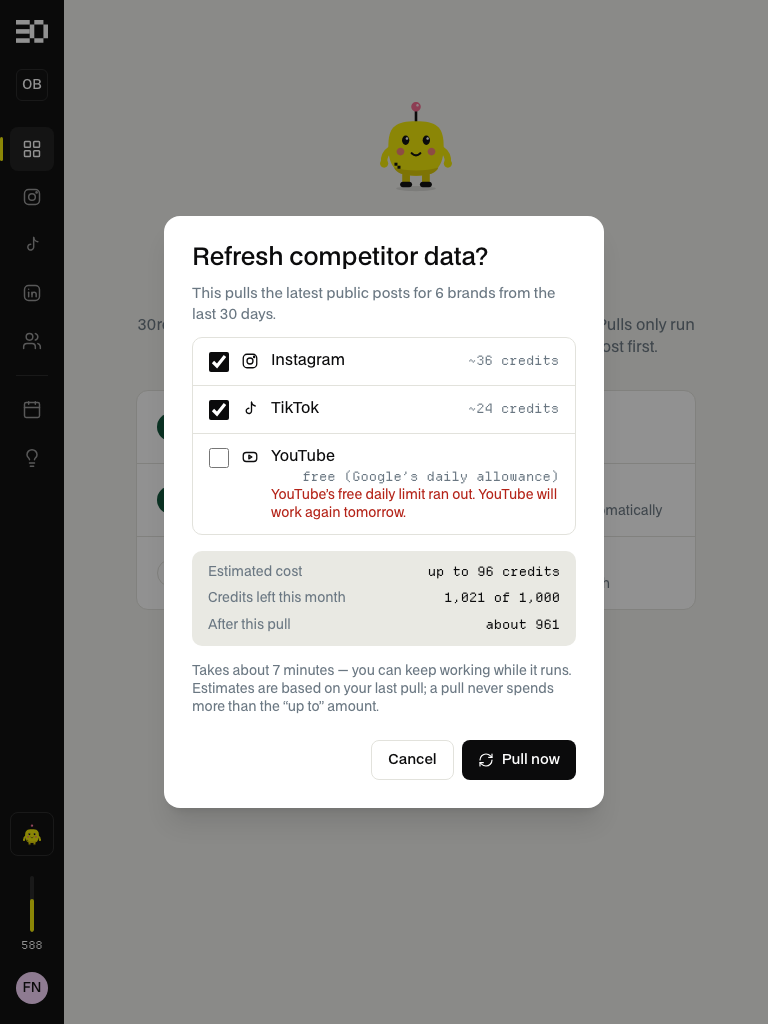 30
OB
Refresh competitor data?
This pulls the latest public posts for 6 brands from the
last 30 days.
Pulls only run
Instagram ~36 credits
TikTok ~24 credits
YouTube
free (Google’s daily allowance)
YouTube’s free daily limit ran out. YouTube will
work again tomorrow.
Estimated cost up to 96 credits
Credits left this month 1,021 of 1,000
After this pull about 961
Takes about 7 minutes — you can keep working while it runs.
Estimates are based on your last pull; a pull never spends
more than the “up to” amount.
Cancel Pull now
588
FN